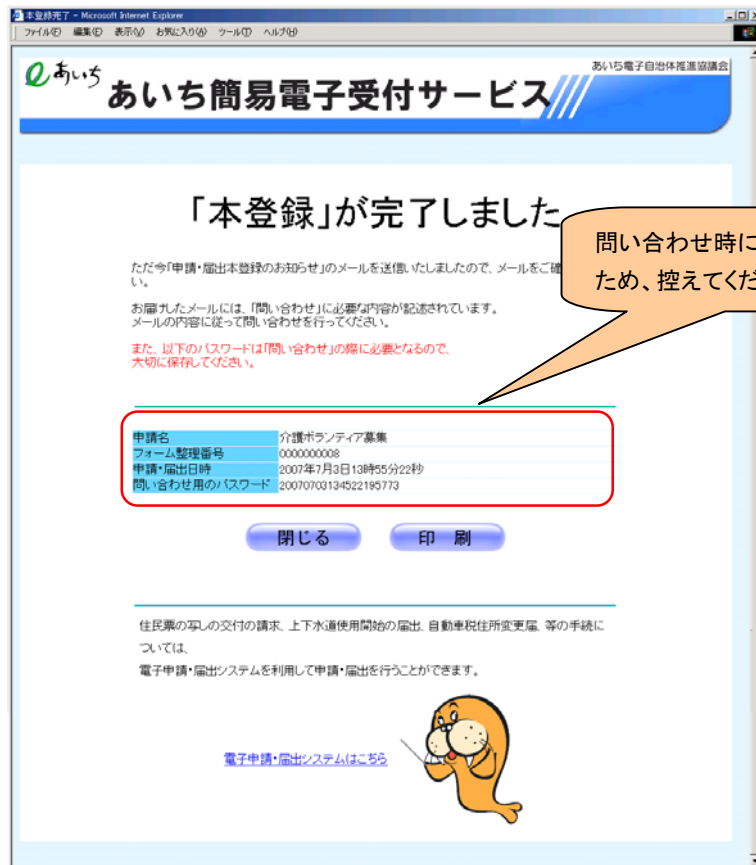 本登録完了 - Microsoft Internet Explorer
ファイル(F) 編集(E) 表示(V) お気に入り(A) ツール(T) ヘルプ(H)
あいち電子自治体推進協議会
あいち
あいち簡易電子受付サービス
「本登録」が完了しました
問い合わせ時に
ため、控えてくだ
ただ今「申請・届出本登録のお知らせ」のメールを送信いたしましたので、メールをご確
い。
お届けしたメールには、「問い合わせ」に必要な内容が記述されています。
メールの内容に従って問い合わせを行ってください。
また、以下のパスワードは「問い合わせ」の際に必要となるので、
大切に保存してください。
申請名 介護ボランティア募集
フォーム整理番号 0000000008
申請・届出日時 2007年7月3日13時55分22秒
問い合わせ用のパスワード 20070703134522195773
閉じる 印 刷
住民票の写しの交付の請求、上下水道使用開始の届出、自動車税住所変更届、等の手続に
ついては、
電子申請・届出システムを利用して申請・届出を行うことができます。
電子申請・届出システムはこちら